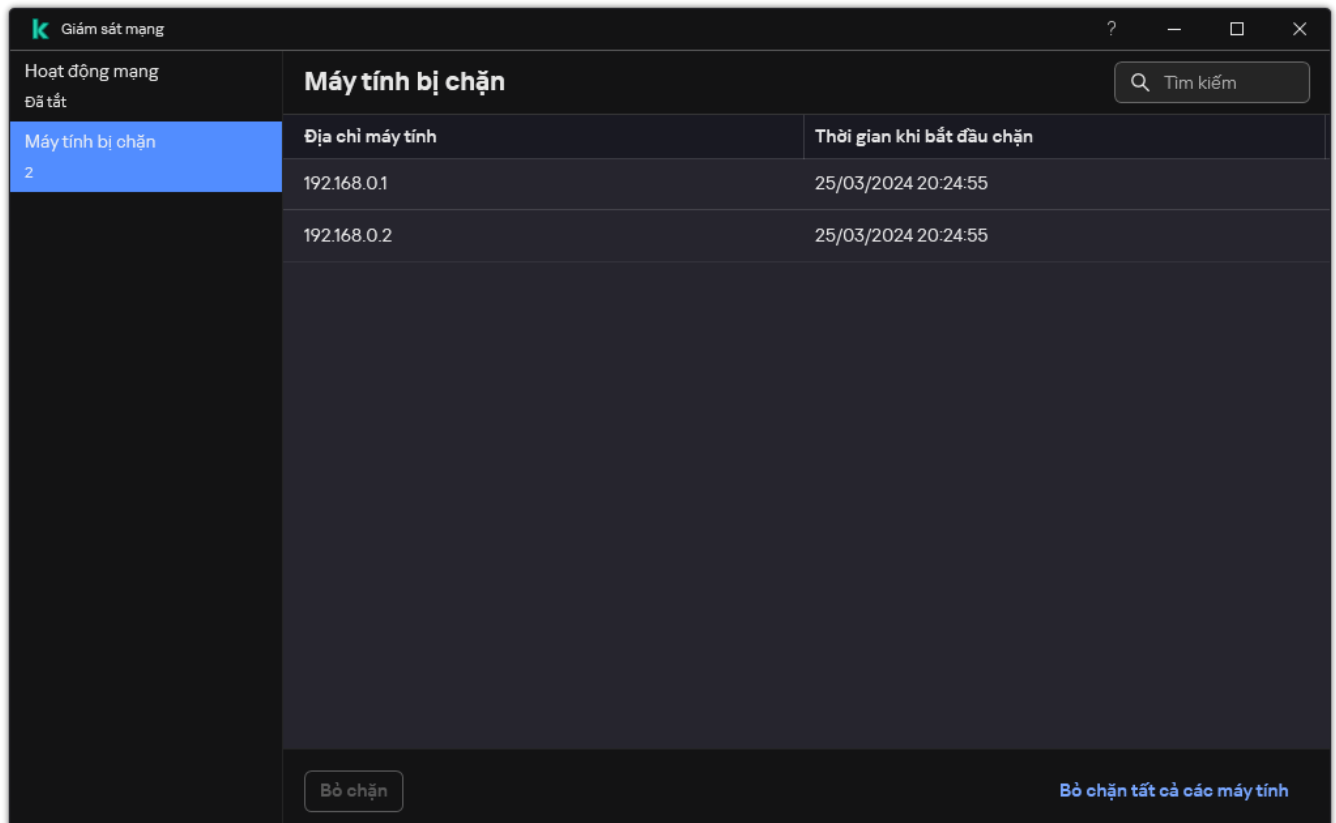 Giám sát mạng
?
Hoạt động mạng
Đã tắt
Máy tính bị chặn
2
Máy tính bị chặn
Tìm kiếm
Địa chỉ máy tính Thời gian khi bắt đầu chặn
192.168.0.1 25/03/2024 20:24:55
192.168.0.2 25/03/2024 20:24:55
Bỏ chặn
Bỏ chặn tất cả các máy tính